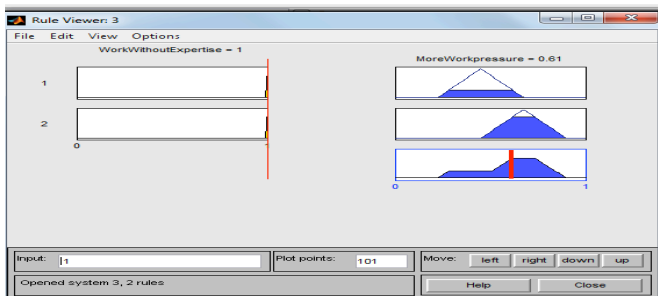 Rule Viewer: 3
File Edit View Options
WorkWithoutExpertise = 1
MoreWorkpressure = 0.61
1
2
0
1
0
1
Input: 1
Plot points: 101
Move: left right down up
Opened system 3, 2 rules
Help Close